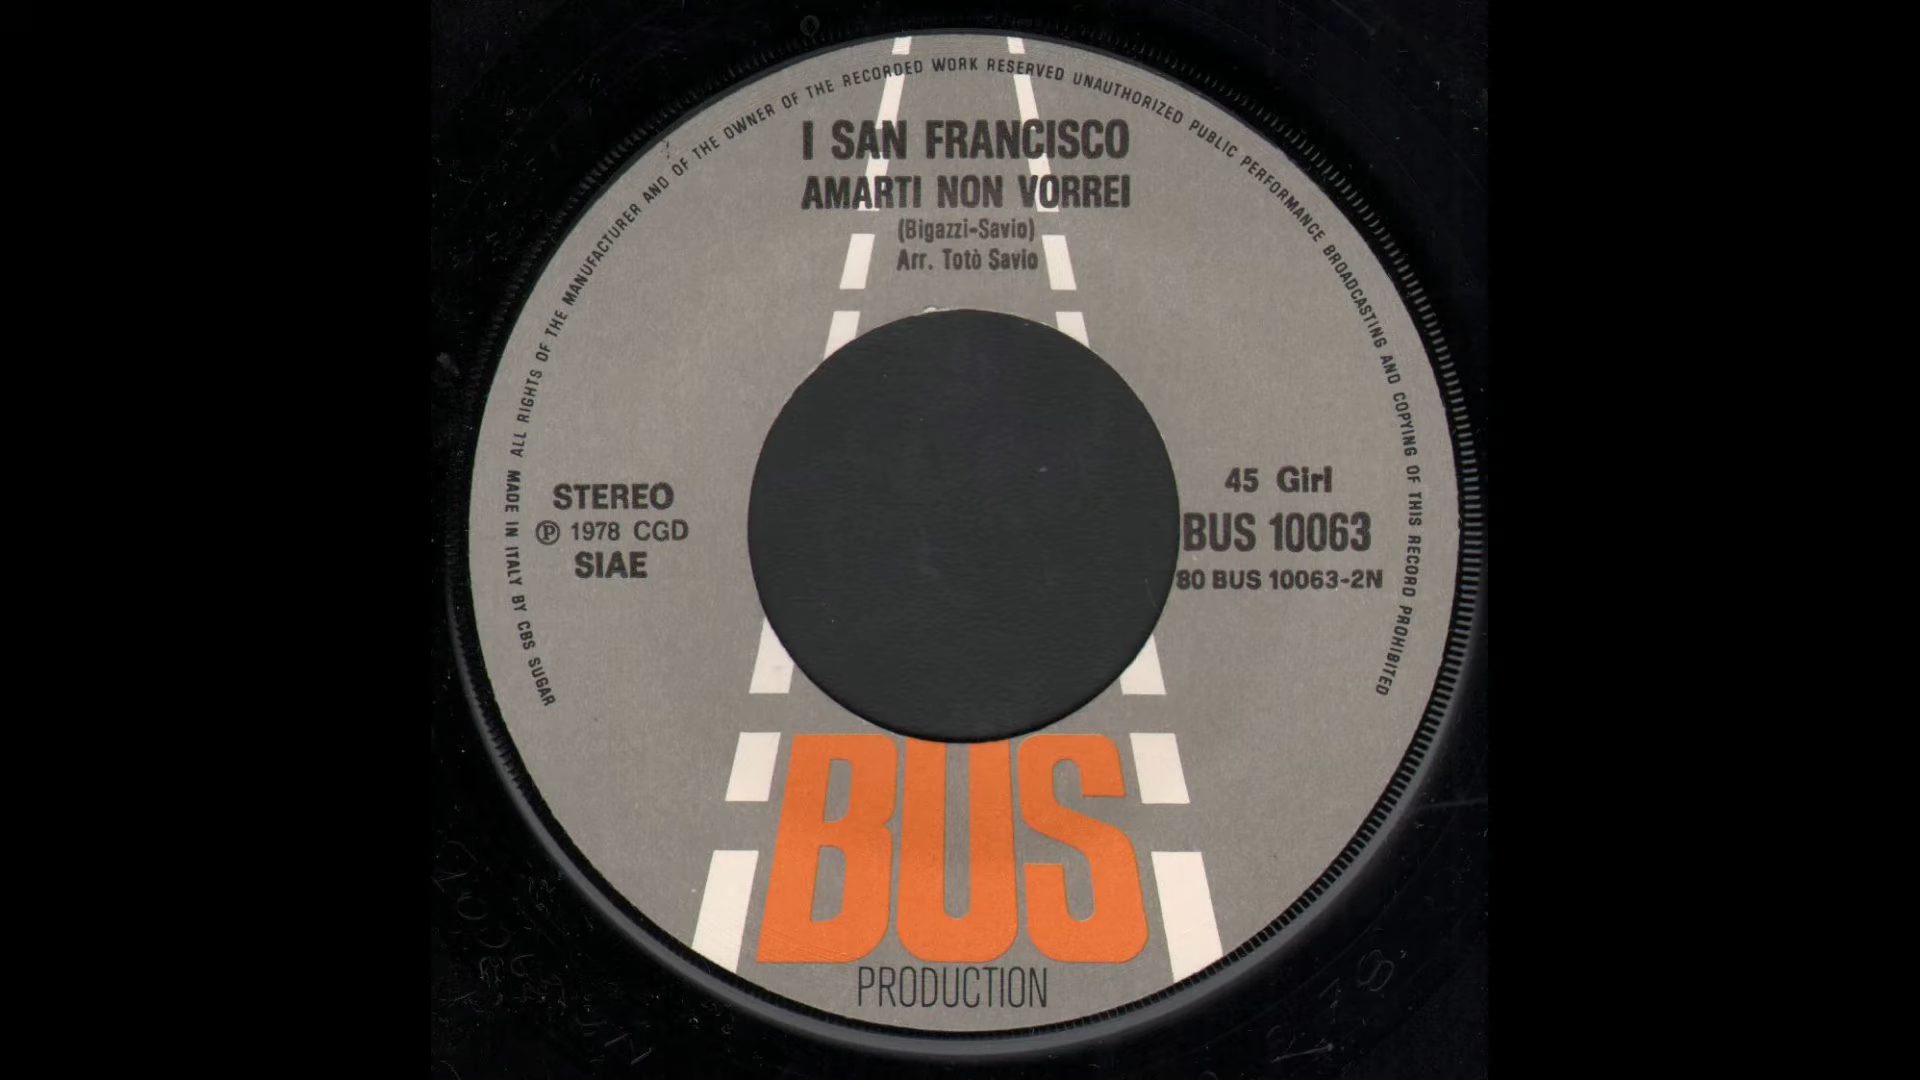 MADE IN ITALY BY CBS SUGAR ALL RIGHTS OF THE MANUFACTURER AND OF THE OWNER OF THE RECORDED WORK RESERVED UNAUTHORIZED PUBLIC PERFORMANCE BROADCASTING AND COPYING OF THIS RECORD PROHIBITED
I SAN FRANCISCO
AMARTI NON VORREI
(Bigazzi-Savio)
Arr. Totò Savio
STEREO
Ⓟ 1978 CGD
SIAE
45 Giri
BUS 10063
80 BUS 10063-2N
BUS
PRODUCTION